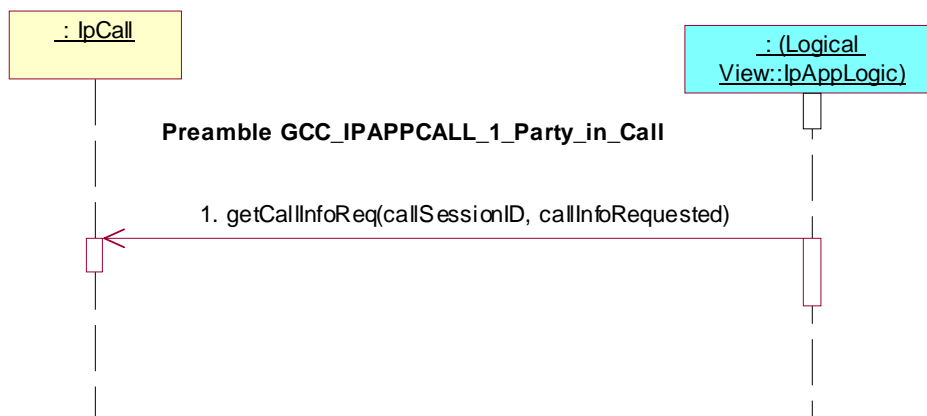 : IpCall
: (Logical
View::IpAppLogic)
Preamble GCC_IPAPPCALL_1_Party_in_Call
1. getCallInfoReq(callSessionID, callInfoRequested)